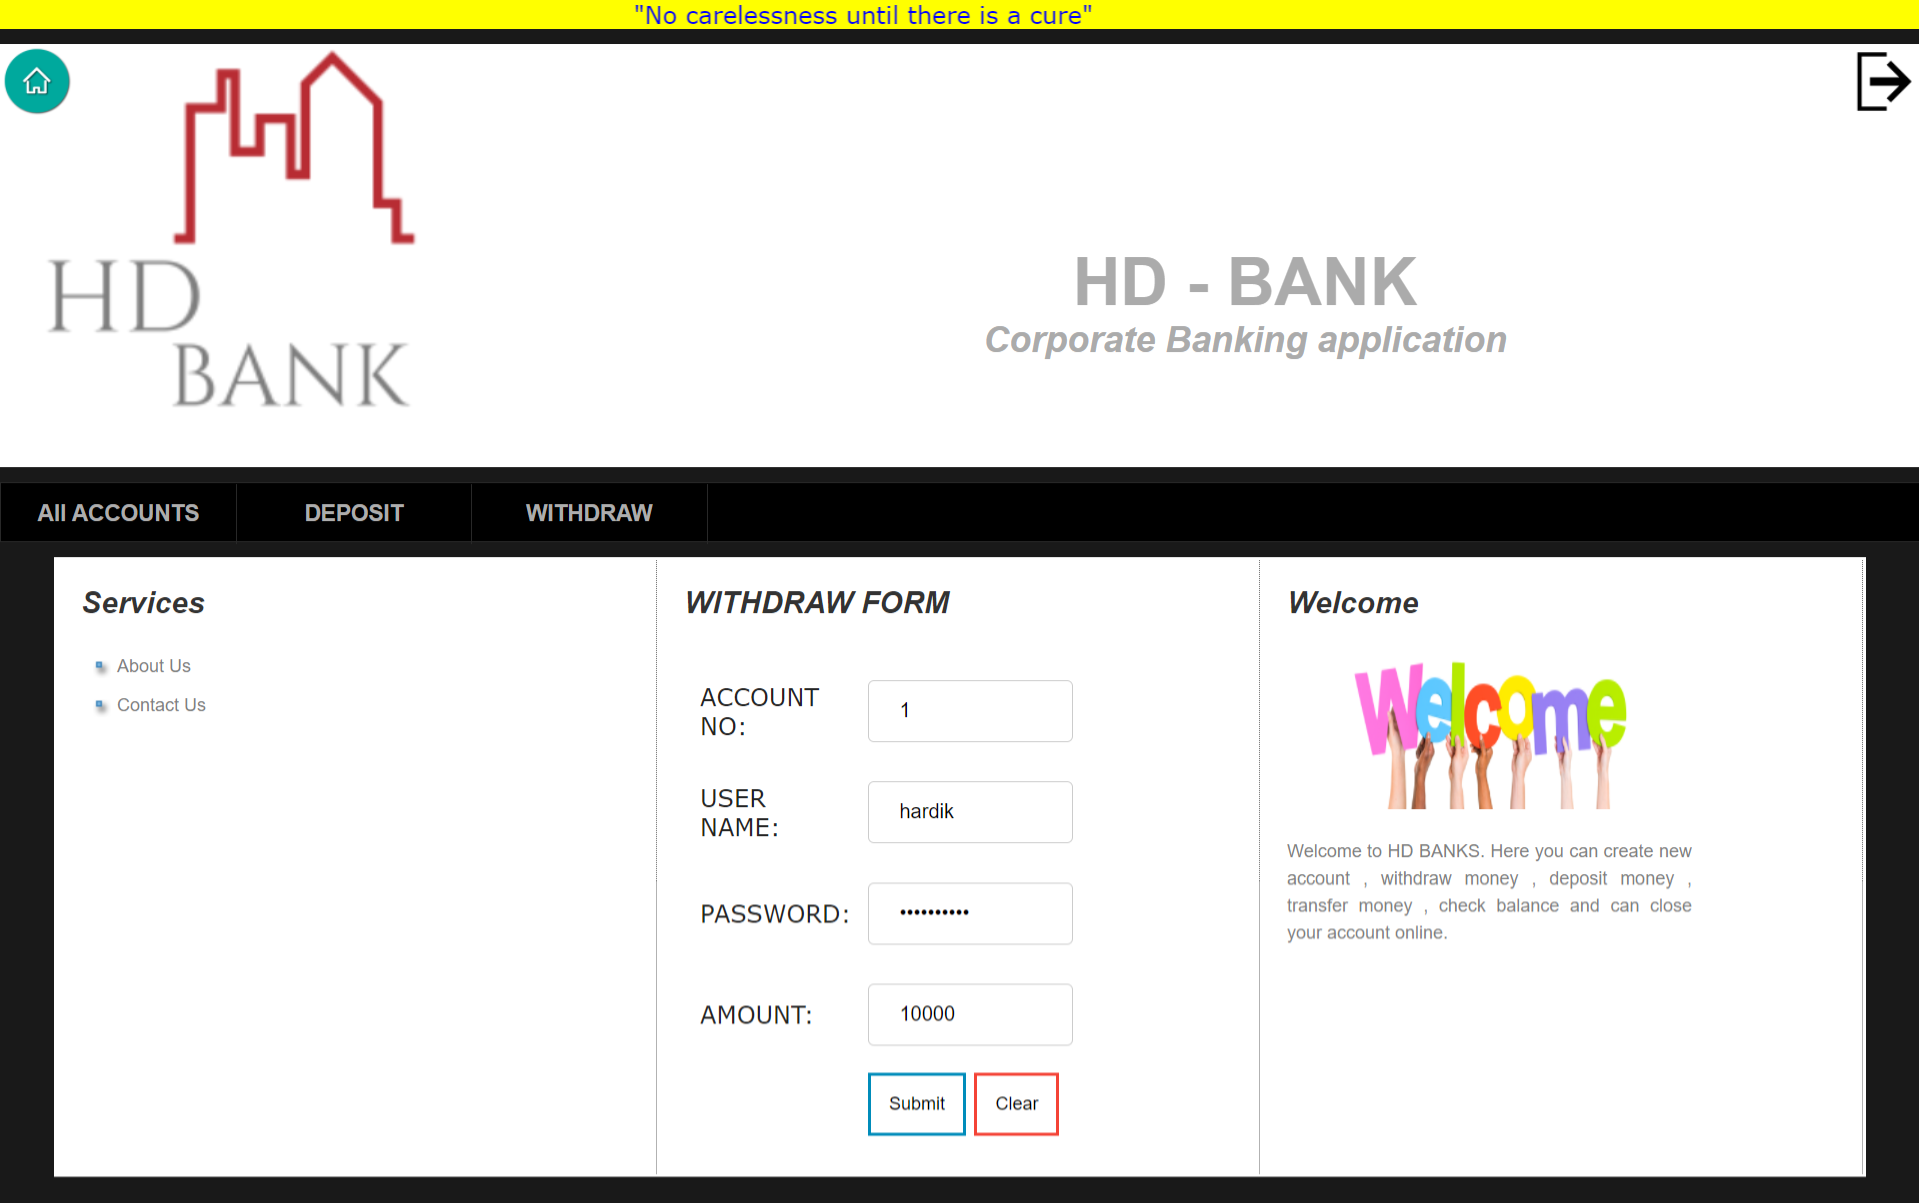 "No carelessness until there is a cure"
HD
BANK
HD - BANK
Corporate Banking application
All ACCOUNTS
DEPOSIT
WITHDRAW
Services
About Us
Contact Us
WITHDRAW FORM
ACCOUNT
NO:
1
USER
NAME:
hardik
PASSWORD:
••••••••••
AMOUNT:
10000
Submit
Clear
Welcome
Welcome
Welcome to HD BANKS. Here you can create new
account , withdraw money , deposit money ,
transfer money , check balance and can close
your account online.